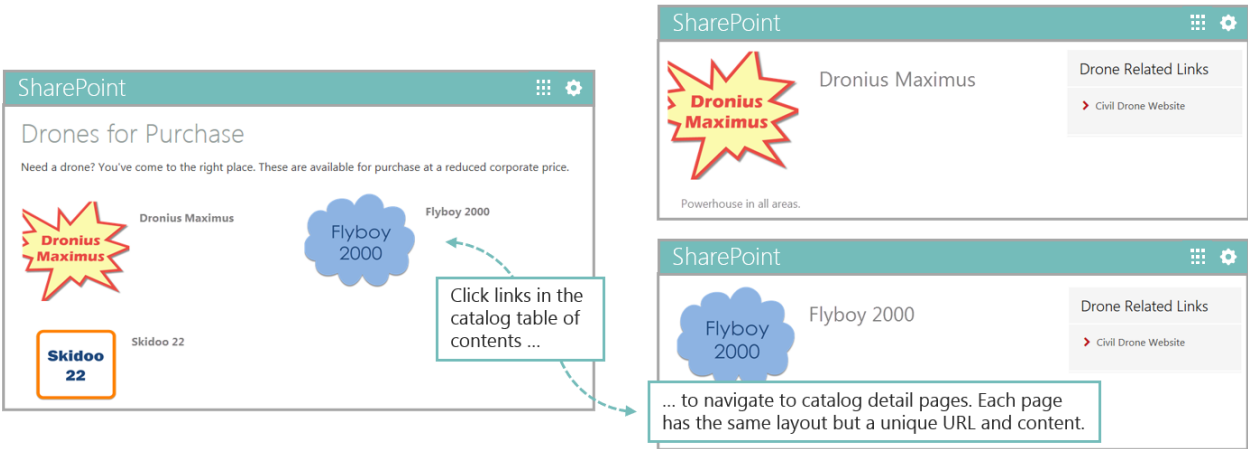 SharePoint
Drones for Purchase
Need a drone? You've come to the right place. These are available for purchase at a reduced corporate price.
Dronius
Maximus
Dronius Maximus
Flyboy
2000
Flyboy 2000
Skidoo
22
Skidoo 22
Click links in the
catalog table of
contents ...
SharePoint
Dronius
Maximus
Dronius Maximus
Drone Related Links
Civil Drone Website
Powerhouse in all areas.
SharePoint
Flyboy
2000
Flyboy 2000
Drone Related Links
Civil Drone Website
... to navigate to catalog detail pages. Each page
has the same layout but a unique URL and content.